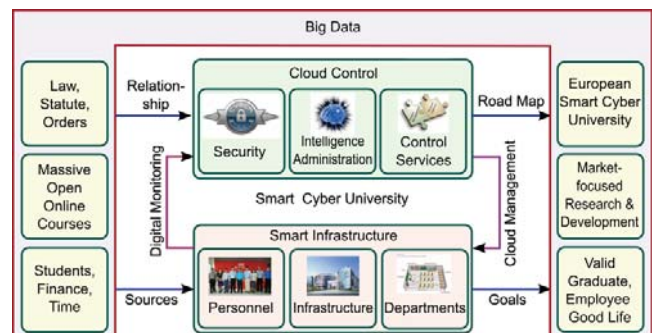 Big Data
Law,
Statute,
Orders
Massive
Open
Online
Courses
Students,
Finance,
Time
Relation-
ship
Sources
Digital Monitoring
Cloud Control
Security
Intelligence
Administration
Control
Services
Smart Cyber University
Smart Infrastructure
Personnel
Infrastructure
Departments
Road Map
Cloud Management
Goals
European
Smart Cyber
University
Market-
focused
Research &
Development
Valid
Graduate,
Employee
Good Life